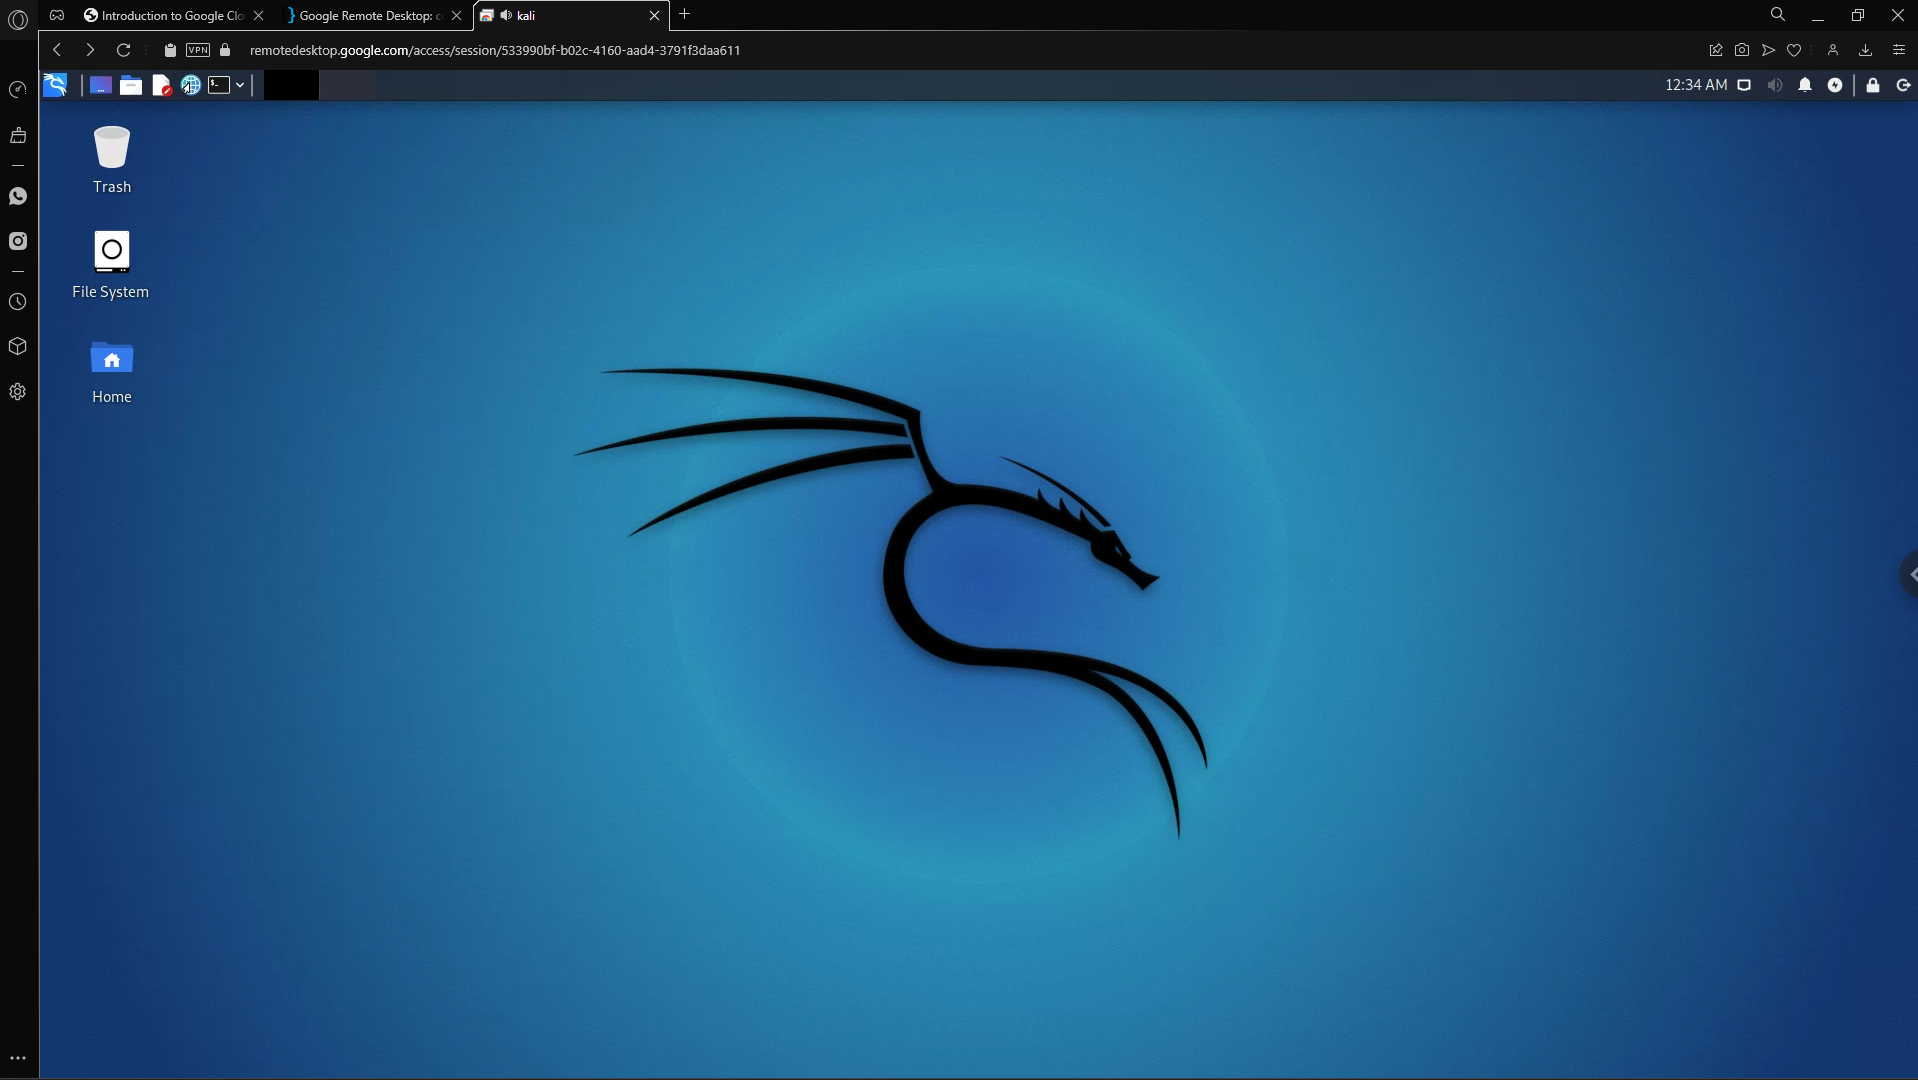 Introduction to Google Clo
Google Remote Desktop: c
kali
VPN
remotedesktop.google.com/access/session/533990bf-b02c-4160-aad4-3791f3daa611
12:34 AM
Trash
File System
Home